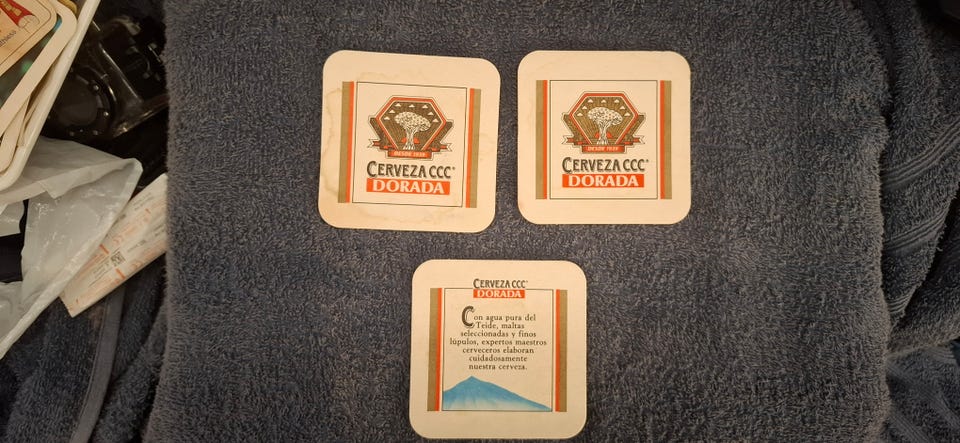 DESDE 1939
CERVEZA CCC®
DORADA
DESDE 1939
CERVEZA CCC®
DORADA
CERVEZA CCC®
DORADA
Con agua pura del
Teide, maltas
seleccionadas y finos
lúpulos, expertos maestros
cerveceros elaboran
cuidadosamente
nuestra cerveza.